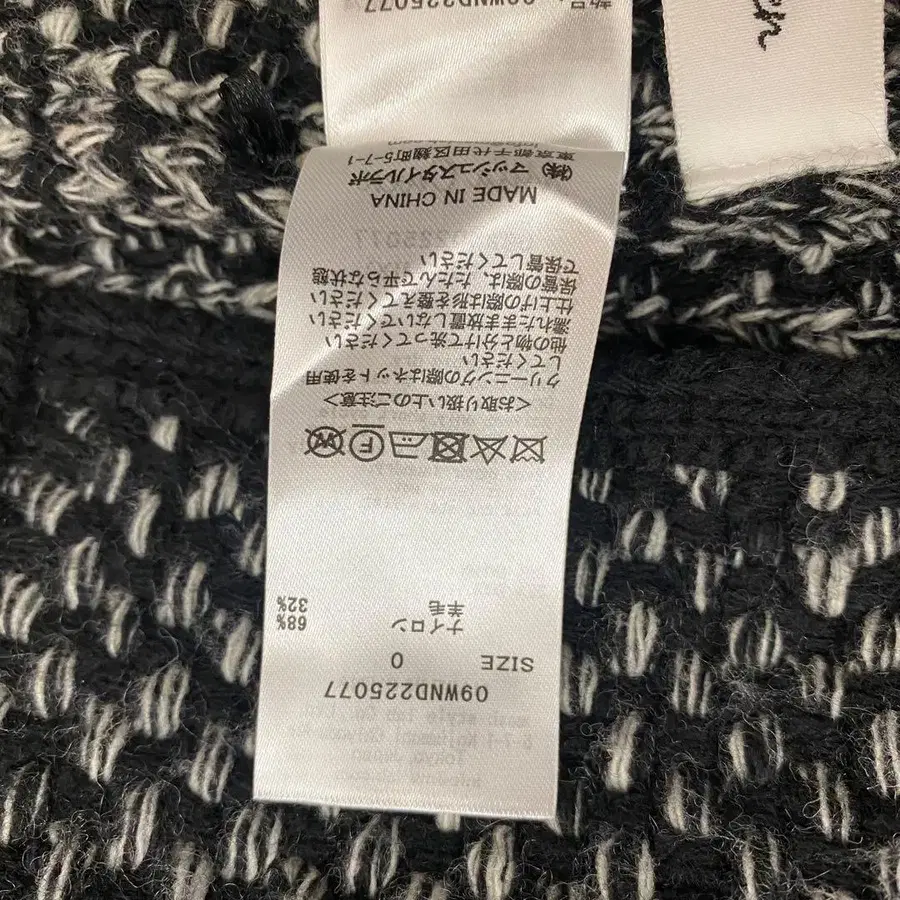 09WND225077
SIZE 0
ナイロン 68%
羊毛 32%
F
W
<お取り扱い上のご注意>
クリーニングの際はネットを使用
してください
他の物と分けて洗ってください
濡れたまま放置しないでください
仕上げの際は形を整えてください
保管の際は、たたんで平らな状態
で保管してください
MADE IN CHINA
㈱マッシュスタイルラボ
東京都千代田区麹町5-7-1
09WND225077